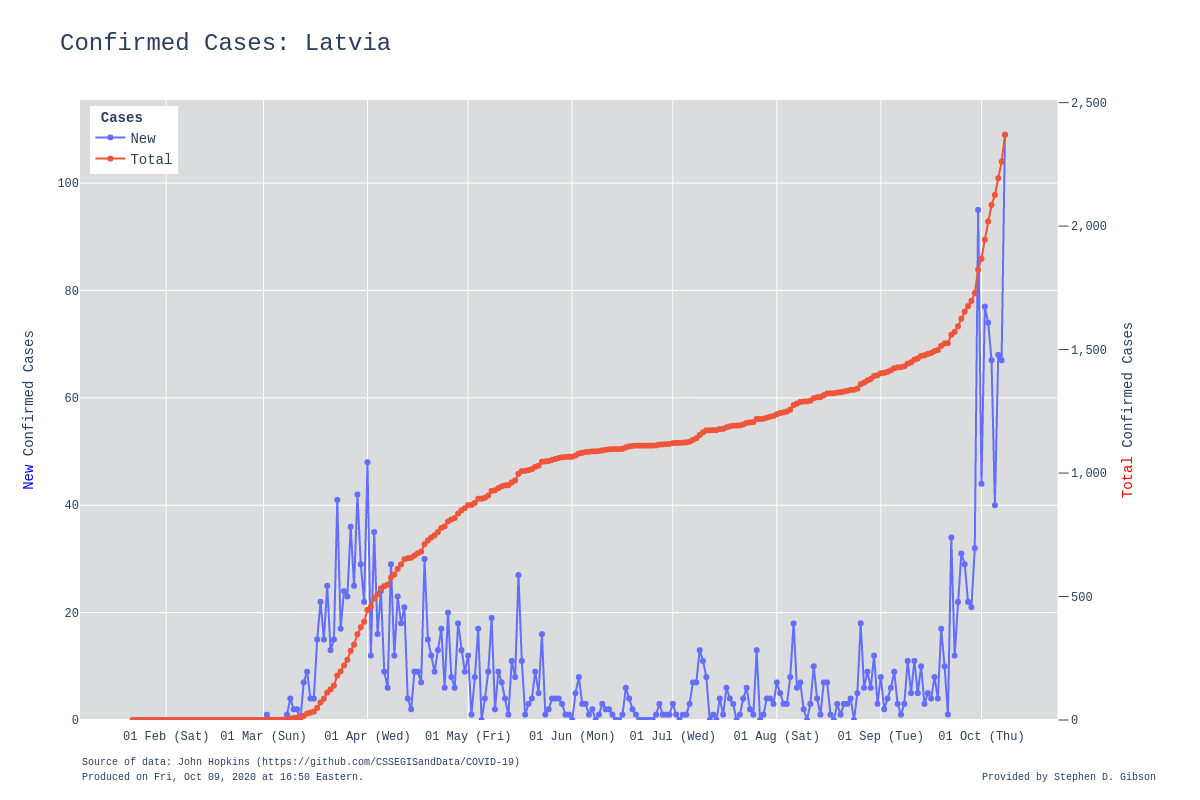 Confirmed Cases: Latvia
Cases
New
Total
100
80
60
40
20
0
2,500
2,000
1,500
1,000
500
0
New Confirmed Cases
Total Confirmed Cases
01 Feb (Sat) 01 Mar (Sun) 01 Apr (Wed) 01 May (Fri) 01 Jun (Mon) 01 Jul (Wed) 01 Aug (Sat) 01 Sep (Tue) 01 Oct (Thu)
Source of data: John Hopkins (https://github.com/CSSEGISandData/COVID-19)
Produced on Fri, Oct 09, 2020 at 16:50 Eastern.
Provided by Stephen D. Gibson